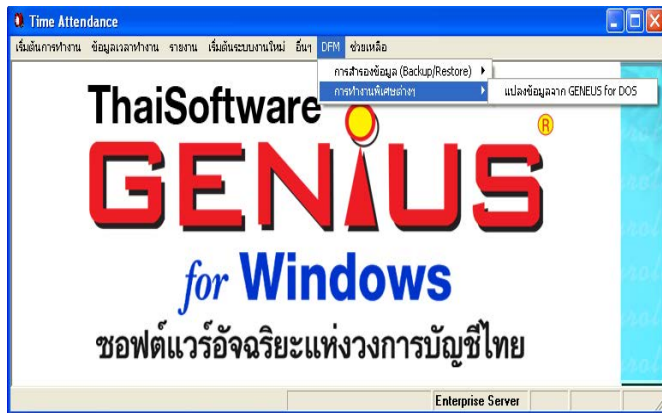 Time Attendance
เริ่มต้นการทำงาน ข้อมูลเวลาทำงาน รายงาน เริ่มต้นระบบงานใหม่ อื่นๆ DFM ช่วยเหลือ
การสำรองข้อมูล (Backup/Restore)
การทำงานพิเศษต่างๆ แปลงข้อมูลจาก GENEUS for DOS
ThaiSoftware
GENIUS ®
for Windows
ซอฟต์แวร์อัจฉริยะแห่งวงการบัญชีไทย
Enterprise Server